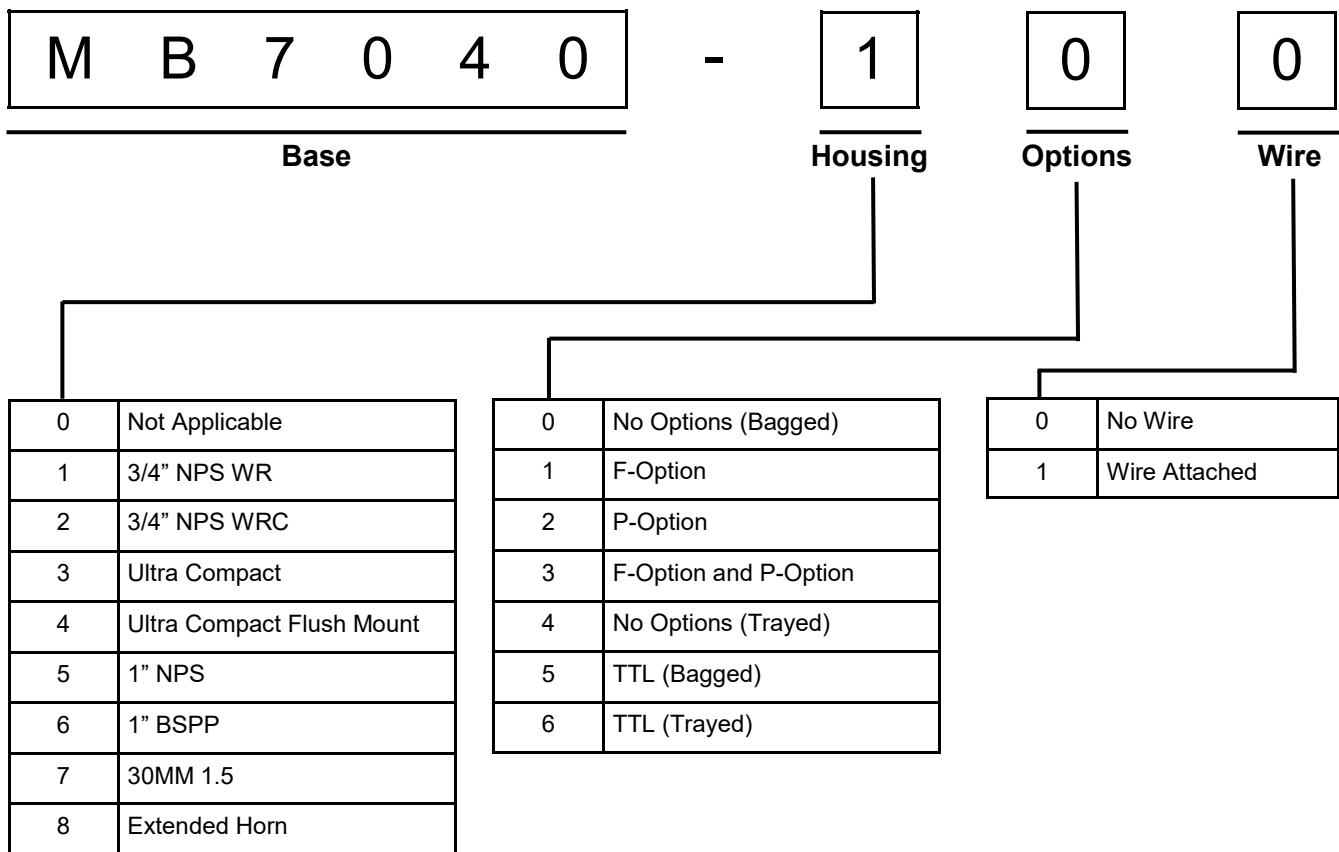 M B 7 0 4 0 - 1 0 0
Base Housing Options Wire
0 Not Applicable
1 3/4” NPS WR
2 3/4” NPS WRC
3 Ultra Compact
4 Ultra Compact Flush Mount
5 1” NPS
6 1” BSPP
7 30MM 1.5
8 Extended Horn
0 No Options (Bagged)
1 F-Option
2 P-Option
3 F-Option and P-Option
4 No Options (Trayed)
5 TTL (Bagged)
6 TTL (Trayed)
0 No Wire
1 Wire Attached